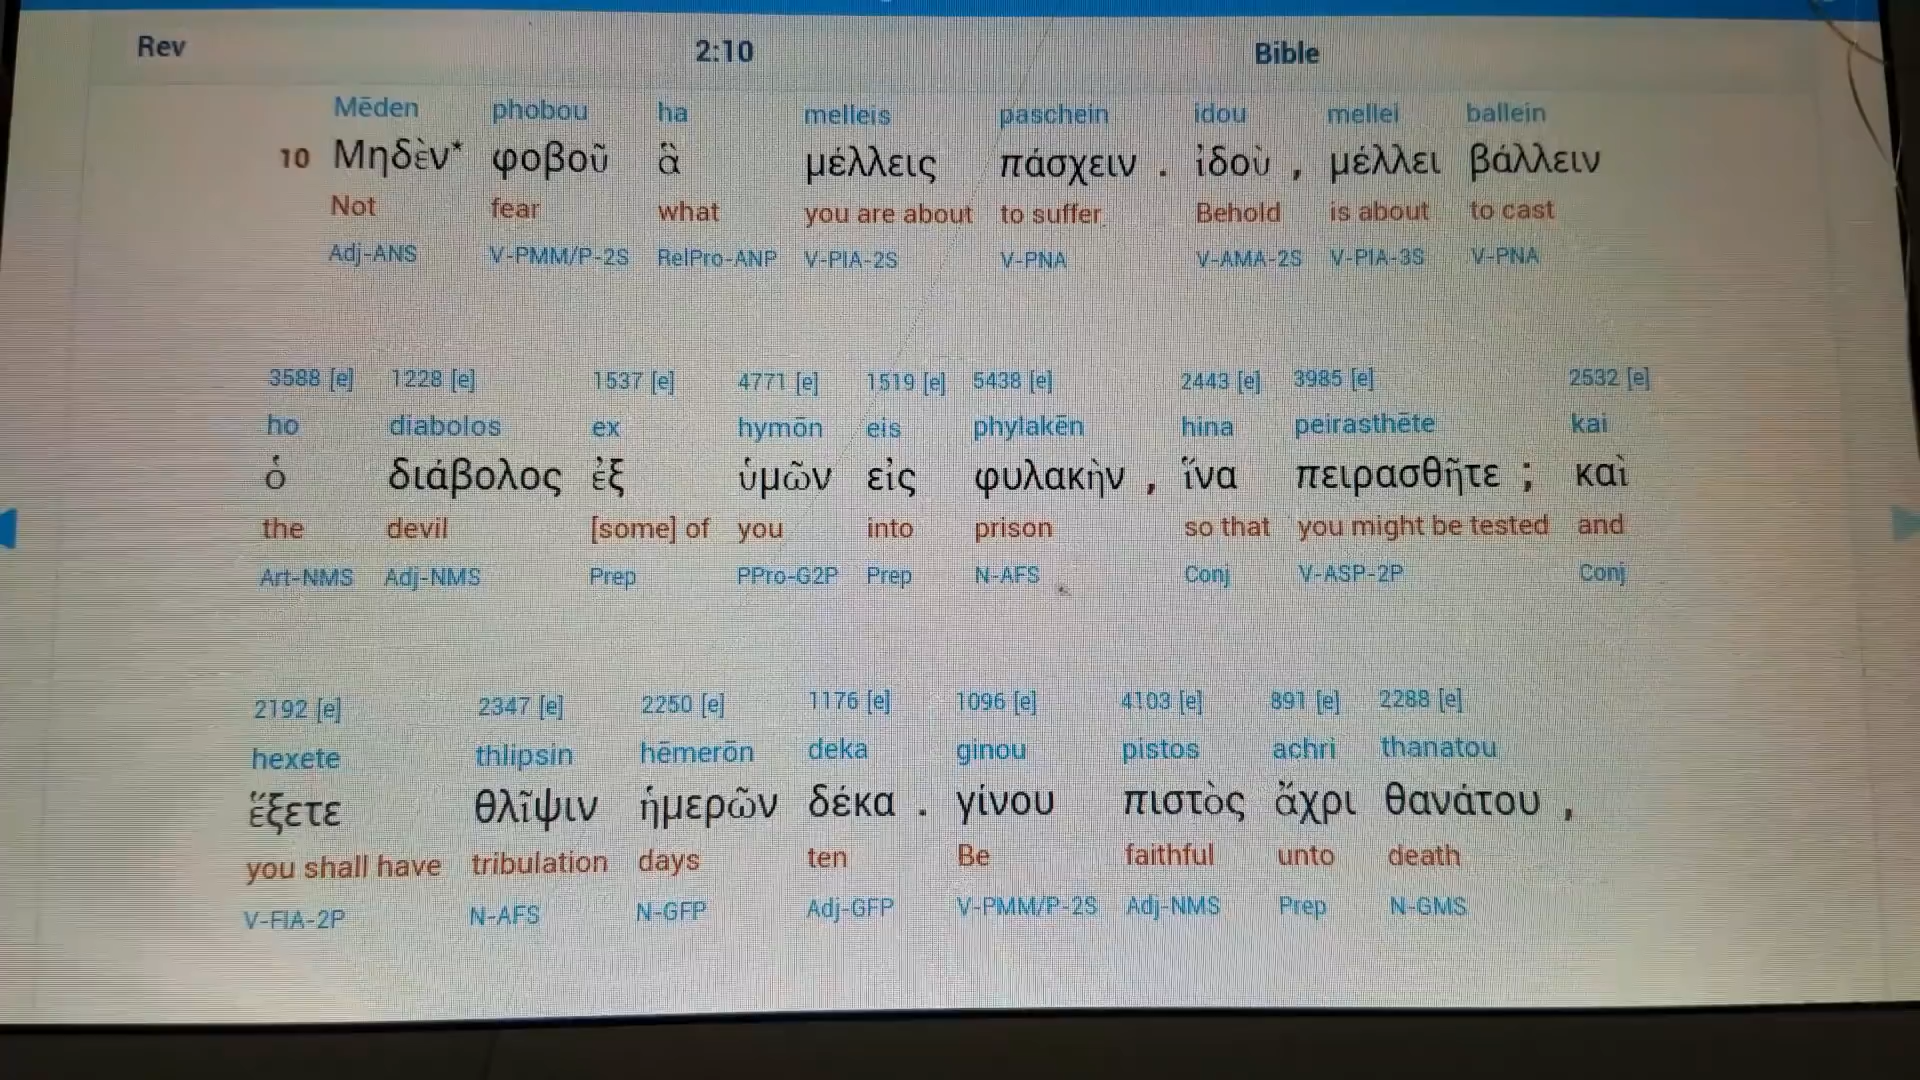 Rev 2:10 Bible
Mēden phobou ha melleis paschein idou mellei ballein
10 Μηδὲν* φοβοῦ ἃ μέλλεις πάσχειν . ἰδοὺ , μέλλει βάλλειν
Not fear what you are about to suffer Behold is about to cast
Adj-ANS V-PMM/P-2S RelPro-ANP V-PIA-2S V-PNA V-AMA-2S V-PIA-3S V-PNA
3588 [e] 1228 [e] 1537 [e] 4771 [e] 1519 [e] 5438 [e] 2443 [e] 3985 [e] 2532 [e]
ho diabolos ex hymōn eis phylakēn hina peirasthēte kai
ὁ διάβολος ἐξ ὑμῶν εἰς φυλακὴν , ἵνα πειρασθῆτε ; καὶ
the devil [some] of you into prison so that you might be tested and
Art-NMS Adj-NMS Prep PPro-G2P Prep N-AFS Conj V-ASP-2P Conj
2192 [e] 2347 [e] 2250 [e] 1176 [e] 1096 [e] 4103 [e] 891 [e] 2288 [e]
hexete thlipsin hēmerōn deka ginou pistos achri thanatou
ἕξετε θλῖψιν ἡμερῶν δέκα . γίνου πιστὸς ἄχρι θανάτου ,
you shall have tribulation days ten Be faithful unto death
V-FIA-2P N-AFS N-GFP Adj-GFP V-PMM/P-2S Adj-NMS Prep N-GMS